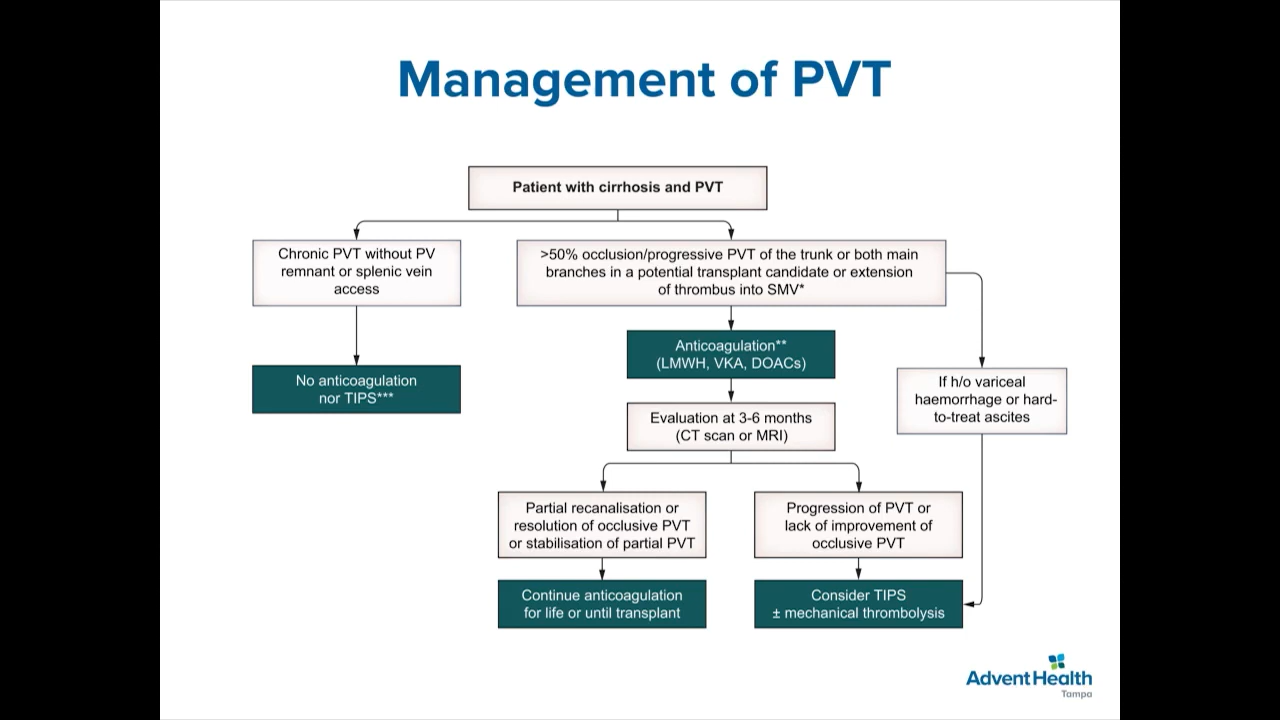 Management of PVT
Patient with cirrhosis and PVT
Chronic PVT without PV
remnant or splenic vein
access
>50% occlusion/progressive PVT of the trunk or both main
branches in a potential transplant candidate or extension
of thrombus into SMV*
No anticoagulation
nor TIPS***
Anticoagulation**
(LMWH, VKA, DOACs)
If h/o variceal
haemorrhage or hard-
to-treat ascites
Evaluation at 3-6 months
(CT scan or MRI)
Partial recanalisation or
resolution of occlusive PVT
or stabilisation of partial PVT
Progression of PVT or
lack of improvement of
occlusive PVT
Continue anticoagulation
for life or until transplant
Consider TIPS
± mechanical thrombolysis
AdventHealth
Tampa